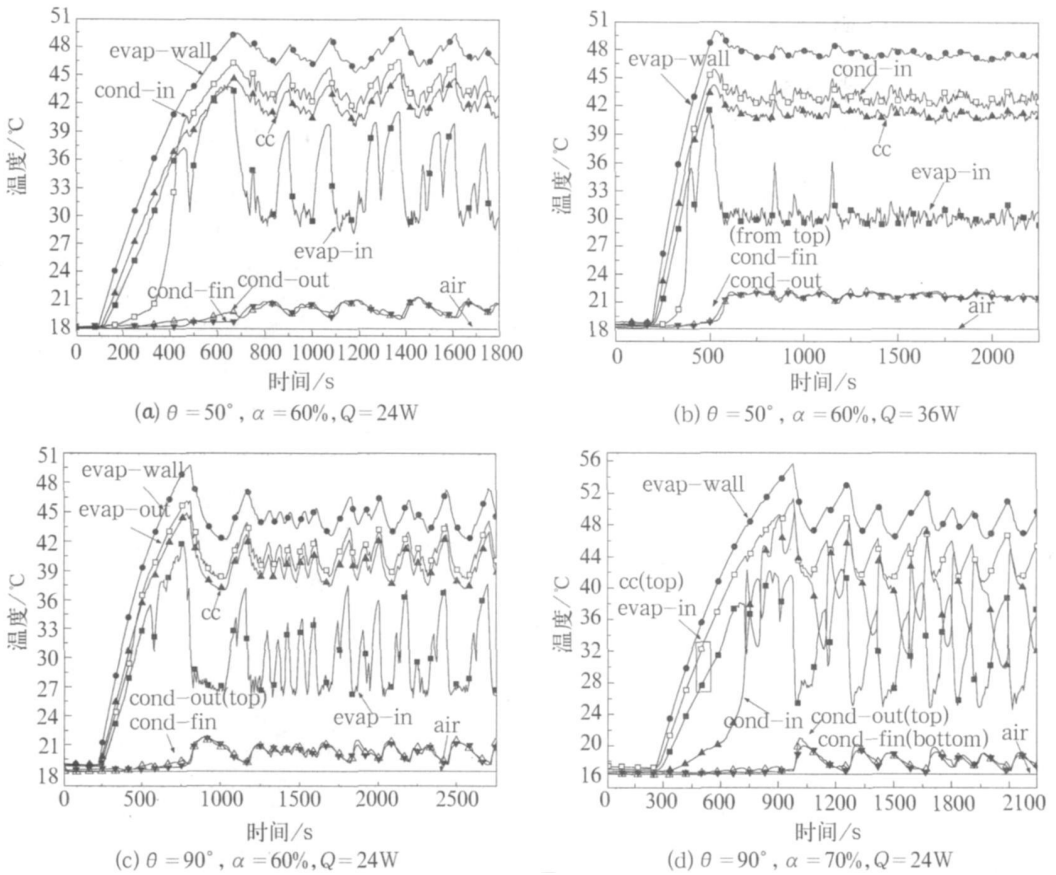 51
48
45
42
39
36
33
30
27
24
21
18
温度/℃
evap-wall
cond-in
cc
evap-in
cond-out
cond-fin
air
0 200 400 600 800 1000 1200 1400 1600 1800
时间/s
(a) θ = 50°, α = 60%, Q = 24W
51
48
45
42
39
36
33
30
27
24
21
18
温度/℃
evap-wall
cond-in
cc
evap-in
(from top)
cond-fin
cond-out
air
0 500 1000 1500 2000
时间/s
(b) θ = 50°, α = 60%, Q = 36W
51
48
45
42
39
36
33
30
27
24
21
18
温度/℃
evap-wall
evap-out
cc
cond-out(top)
cond-fin
evap-in
air
0 500 1000 1500 2000 2500
时间/s
(c) θ = 90°, α = 60%, Q = 24W
56
52
48
44
40
36
32
28
24
20
16
温度/℃
evap-wall
cc(top)
evap-in
cond-in
cond-out(top)
cond-fin(bottom)
air
0 300 600 900 1200 1500 1800 2100
时间/s
(d) θ = 90°, α = 70%, Q = 24W